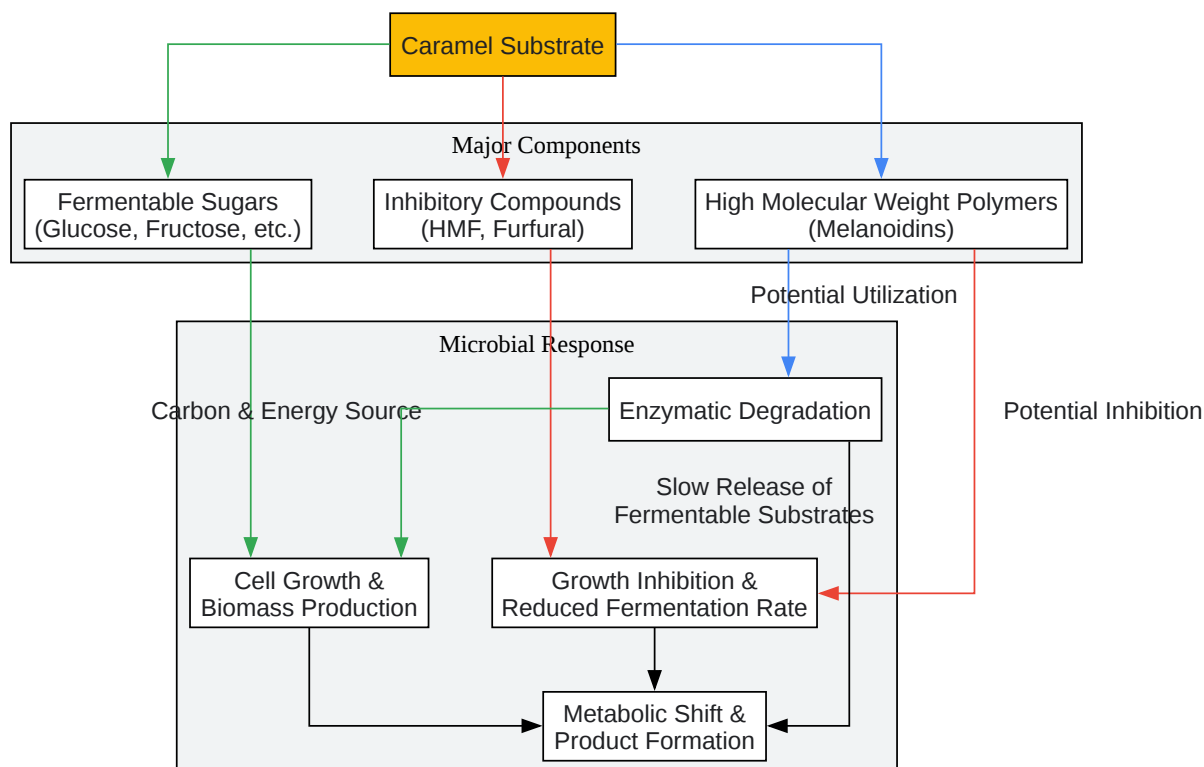 Caramel Substrate
Major Components
Fermentable Sugars
(Glucose, Fructose, etc.)
Inhibitory Compounds
(HMF, Furfural)
High Molecular Weight Polymers
(Melanoidins)
Potential Utilization
Microbial Response
Enzymatic Degradation
Carbon & Energy Source
Potential Inhibition
Slow Release of
Fermentable Substrates
Cell Growth &
Biomass Production
Growth Inhibition &
Reduced Fermentation Rate
Metabolic Shift &
Product Formation